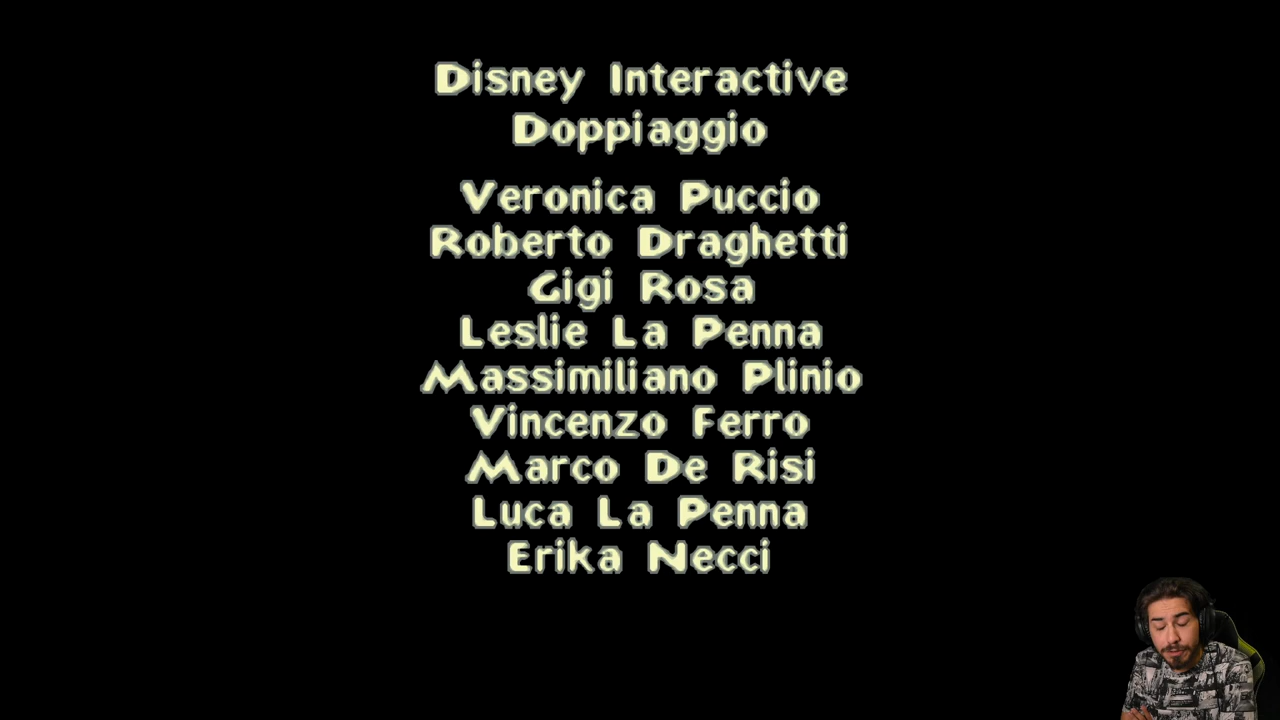 Disney Interactive
Doppiaggio
Veronica Puccio
Roberto Draghetti
Gigi Rosa
Leslie La Penna
Massimiliano Plinio
Vincenzo Ferro
Marco De Risi
Luca La Penna
Erika Necci